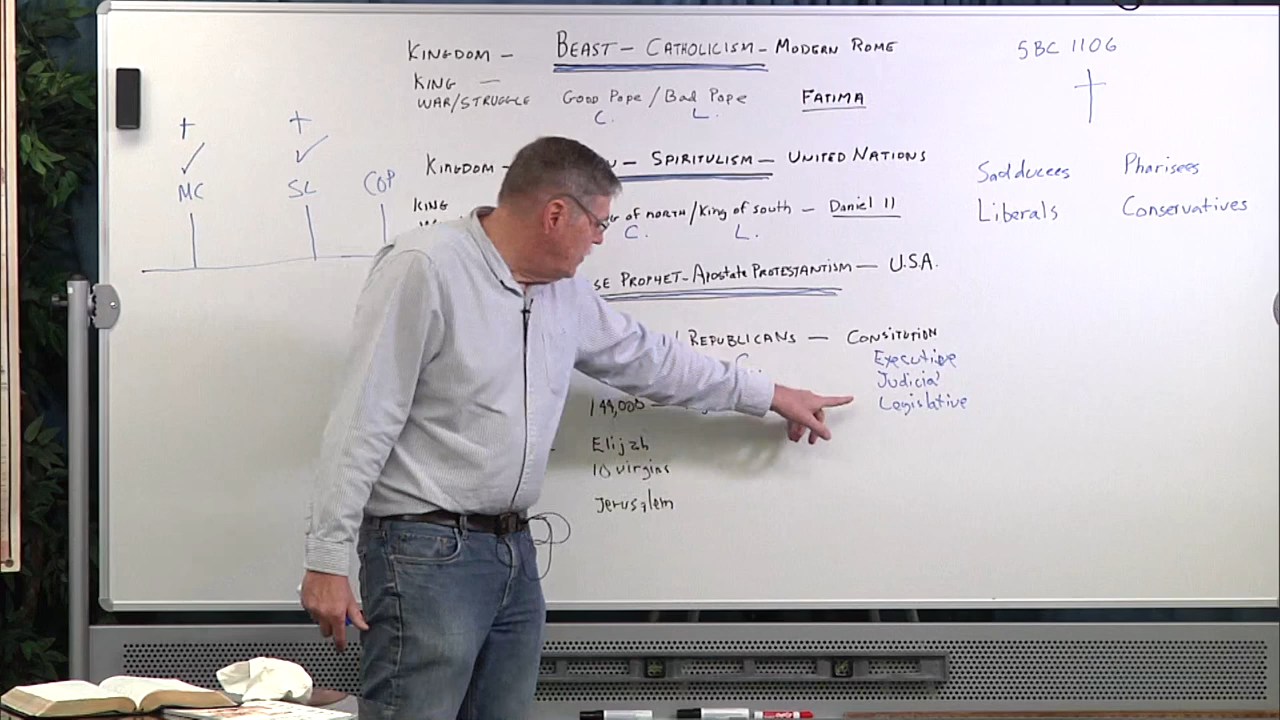 KINGDOM — BEAST — CATHOLICISM — MODERN ROME
KING —
WAR/STRUGGLE GOOD POPE / BAD POPE FATIMA
C. L.
KINGDOM — SPIRITULISM — UNITED NATIONS
KING OF NORTH/KING OF SOUTH — DANIEL 11
C. L.
PROPHET — APOSTATE PROTESTANTISM — U.S.A.
REPUBLICANS — CONSITUTION
C.
Executive
Judicial
Legislative
144,000 —
Elijah
10 virgins
Jerusalem
+ +
MC SL COP
SBC 1106
Sadducees Pharisees
Liberals Conservatives